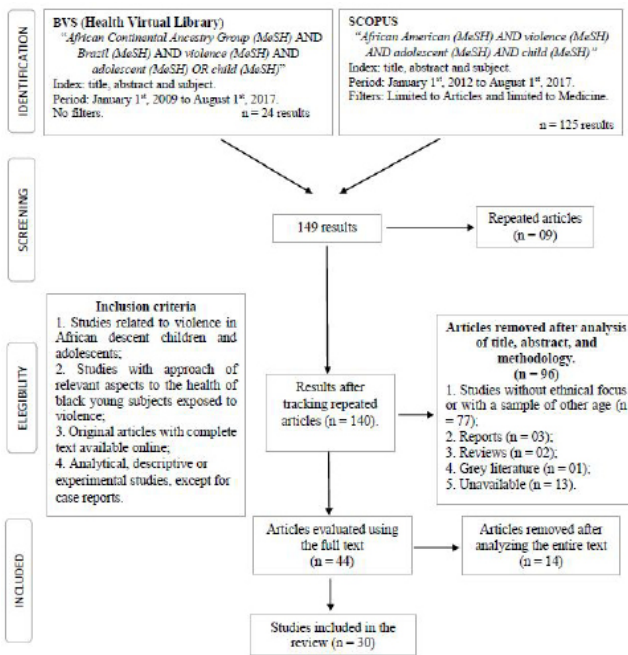 IDENTIFICATION
BVS (Health Virtual Library)
"African Continental Ancestry Group (MeSH) AND
Brazil (MeSH) AND violence (MeSH) AND
adolescent (MeSH) OR child (MeSH)"
Index: title, abstract and subject.
Period: January 1st, 2009 to August 1st, 2017.
No filters. n = 24 results
SCOPUS
"African American (MeSH) AND violence (MeSH)
AND adolescent (MeSH) AND child (MeSH)"
Index: title, abstract and subject.
Period: January 1st, 2012 to August 1st, 2017.
Filters: Limited to Articles and limited to Medicine.
n = 125 results
SCREENING
149 results
Repeated articles
(n = 09)
ELEGIBILITY
Inclusion criteria
1. Studies related to violence in
African descent children and
adolescents;
2. Studies with approach of
relevant aspects to the health of
black young subjects exposed to
violence;
3. Original articles with complete
text available online;
4. Analytical, descriptive or
experimental studies, except for
case reports.
Results after
tracking repeated
articles (n = 140).
Articles removed after analysis
of title, abstract, and
methodology.
(n = 96)
1. Studies without ethnical focus
or with a sample of other age (n
= 77);
2. Reports (n = 03);
3. Reviews (n = 02);
4. Grey literature (n = 01);
5. Unavailable (n = 13).
INCLUDED
Articles evaluated using
the full text
(n = 44)
Articles removed after
analyzing the entire text
(n = 14)
Studies included in the
review (n = 30)